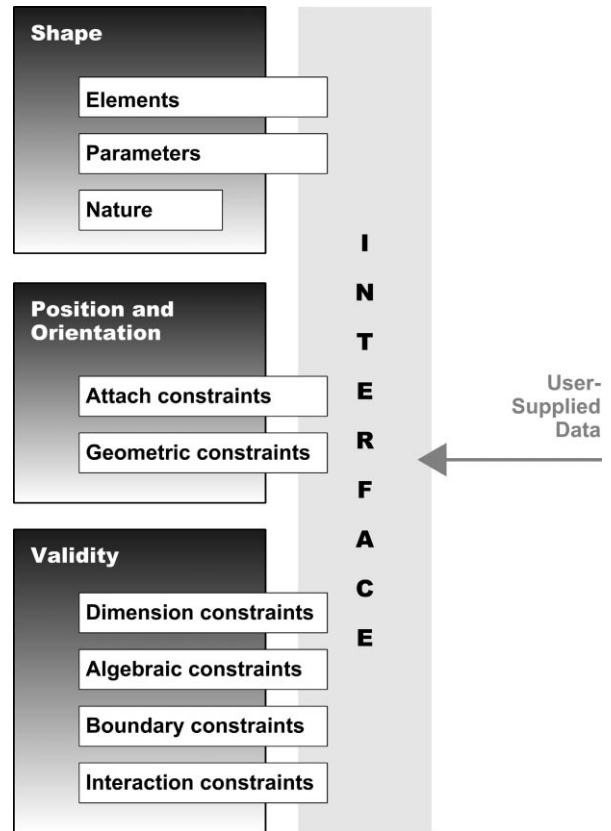 Shape
Elements
Parameters
Nature
Position and
Orientation
Attach constraints
Geometric constraints
Validity
Dimension constraints
Algebraic constraints
Boundary constraints
Interaction constraints
INTERFACE
User-
Supplied
Data